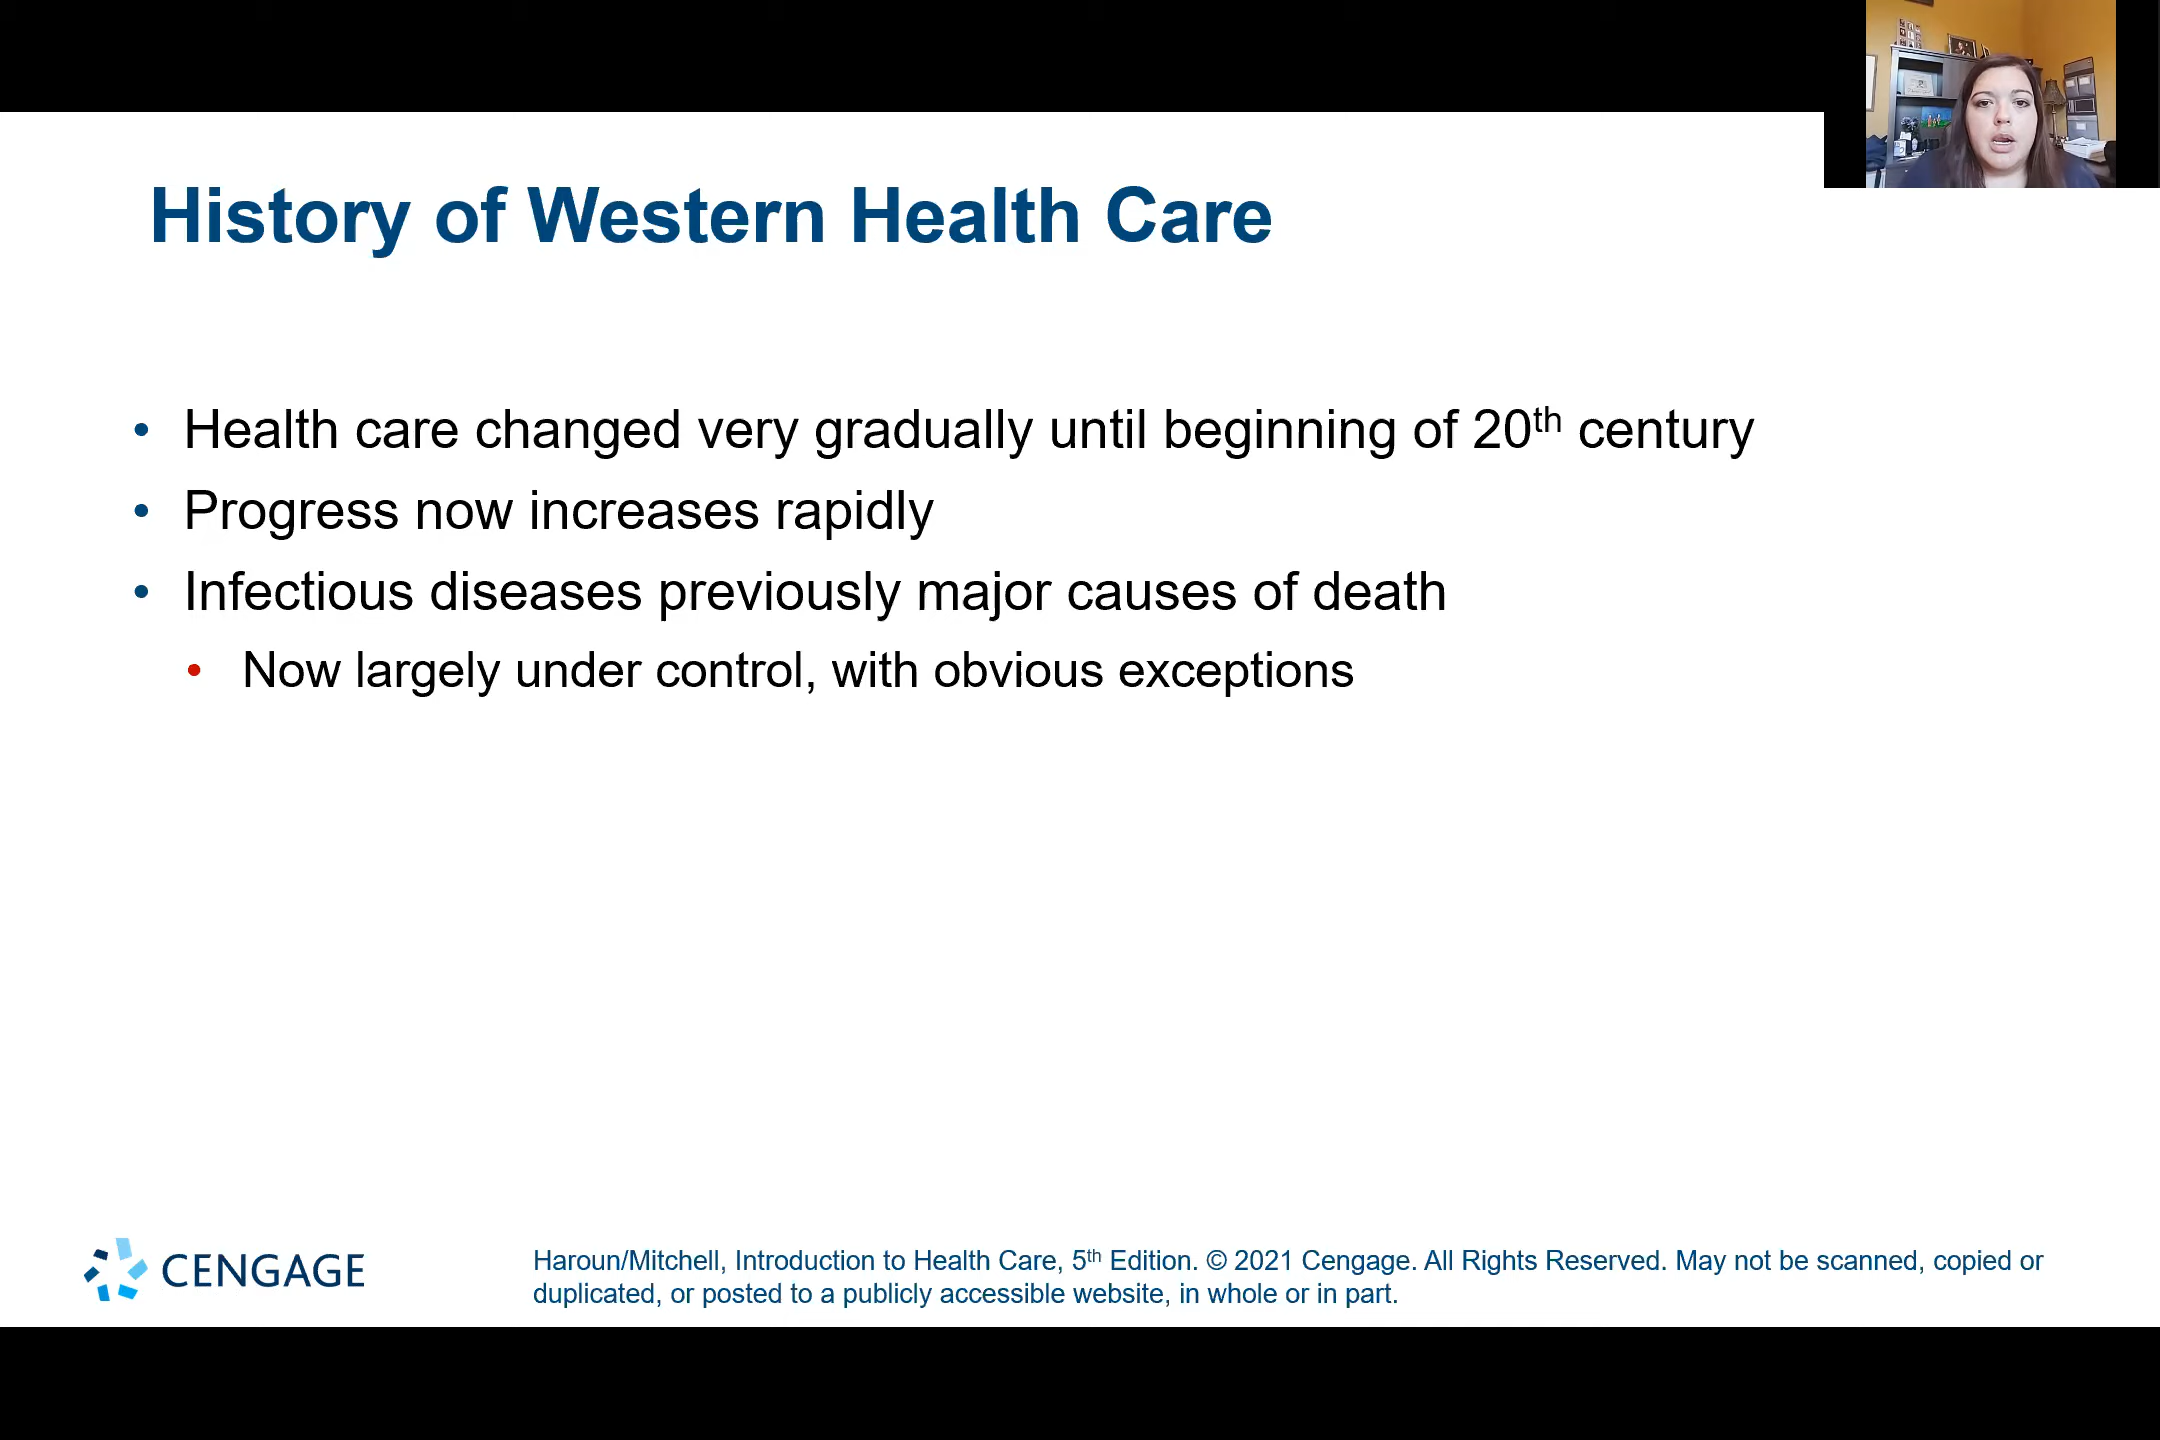 History of Western Health Care
• Health care changed very gradually until beginning of 20th century
• Progress now increases rapidly
• Infectious diseases previously major causes of death
• Now largely under control, with obvious exceptions
CENGAGE
Haroun/Mitchell, Introduction to Health Care, 5th Edition. © 2021 Cengage. All Rights Reserved. May not be scanned, copied or
duplicated, or posted to a publicly accessible website, in whole or in part.